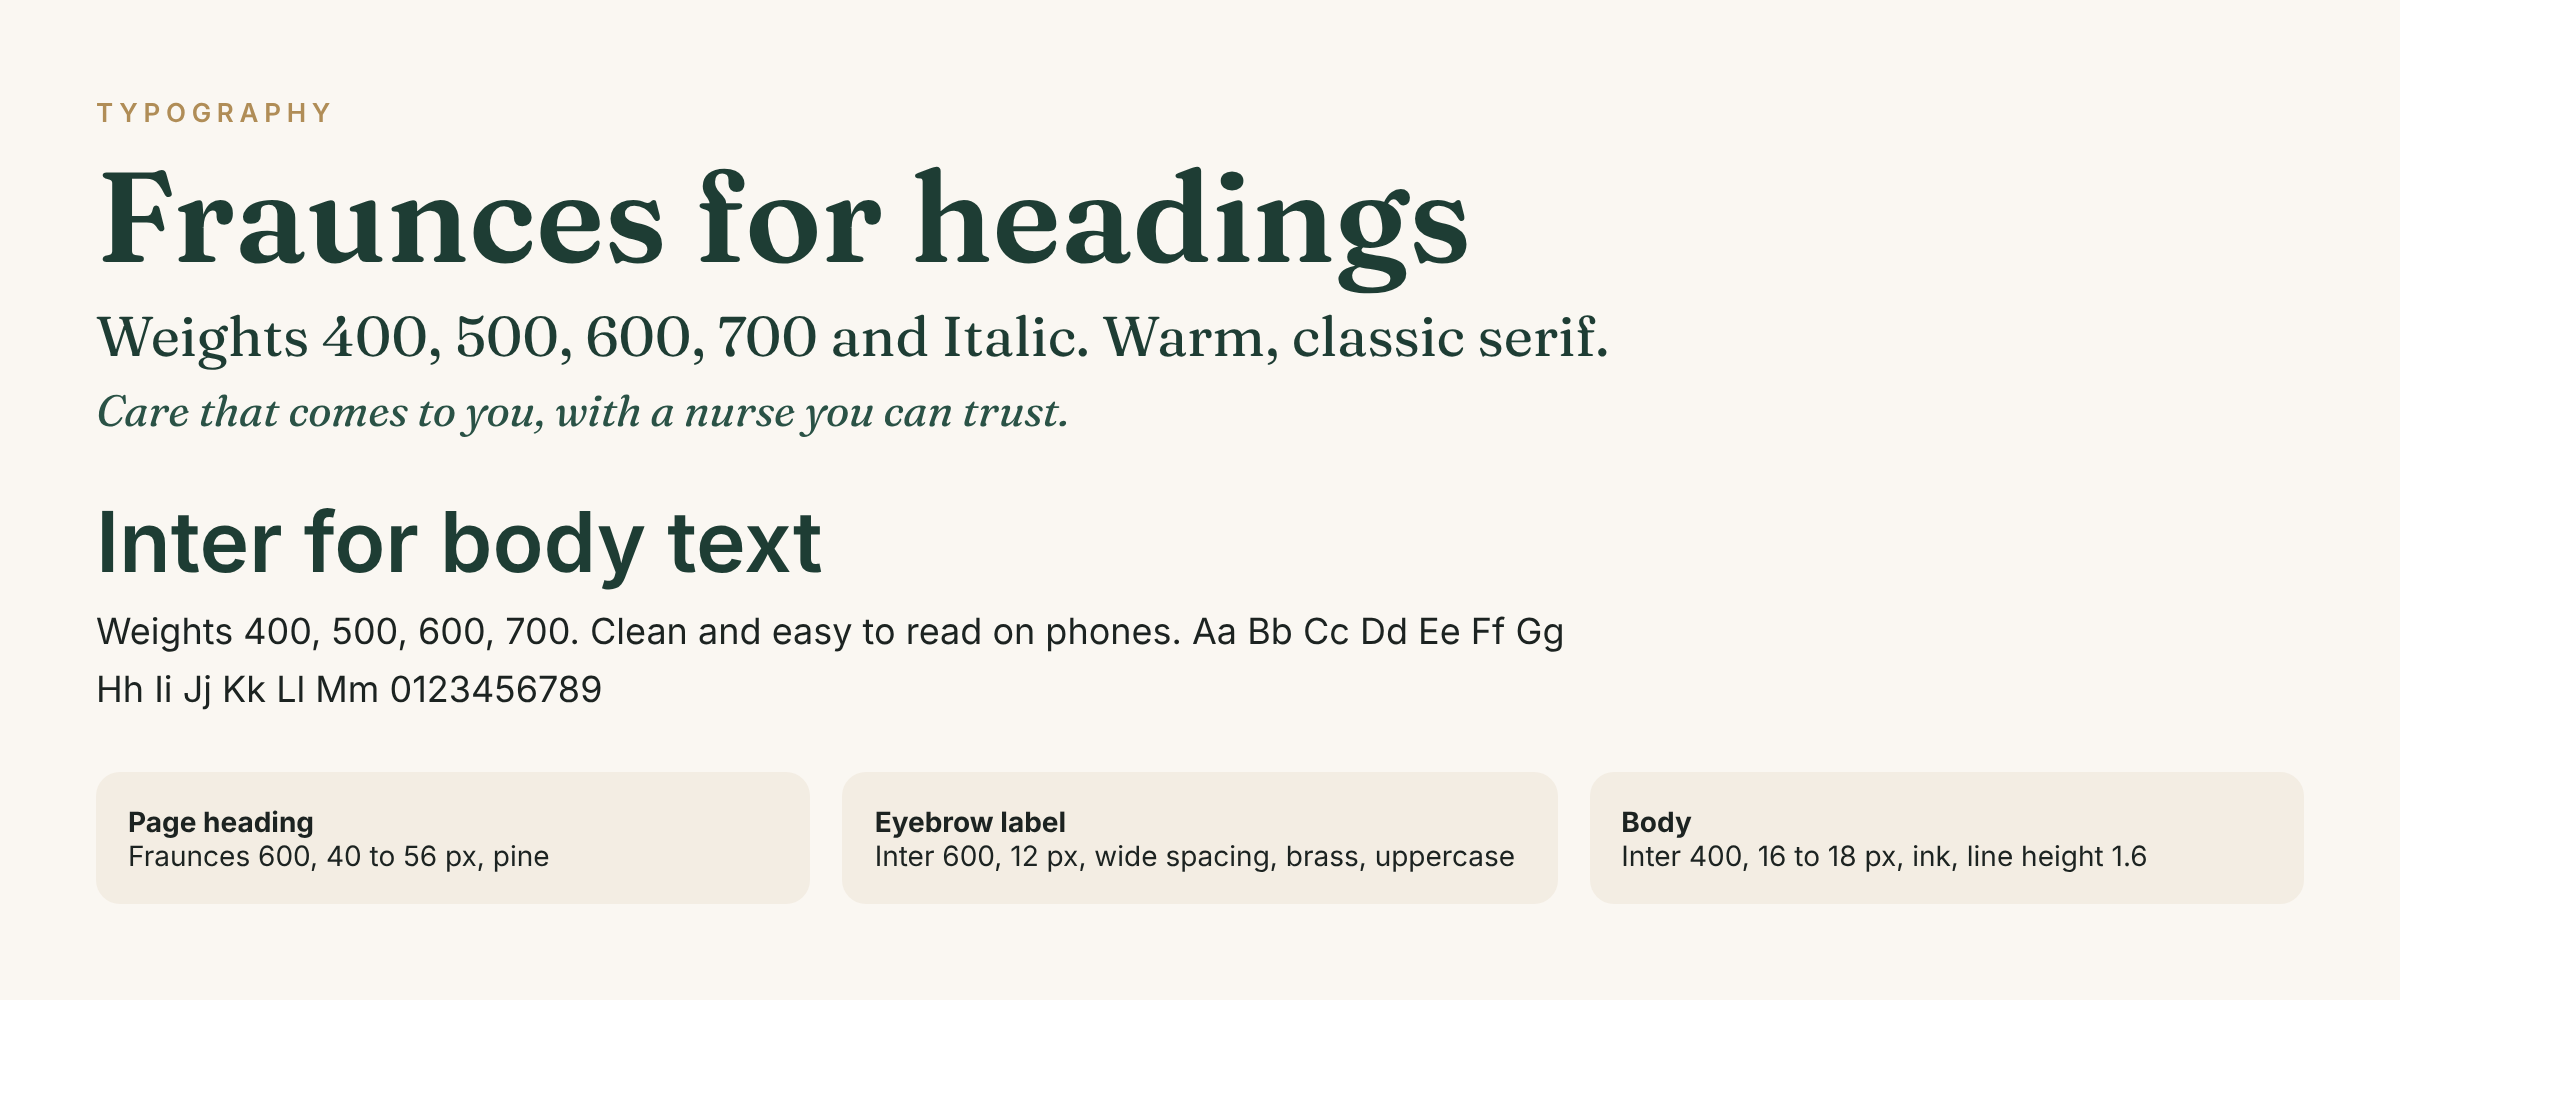 TYPOGRAPHY
Fraunces for headings
Weights 400, 500, 600, 700 and Italic. Warm, classic serif.
Care that comes to you, with a nurse you can trust.
Inter for body text
Weights 400, 500, 600, 700. Clean and easy to read on phones. Aa Bb Cc Dd Ee Ff Gg
Hh Ii Jj Kk Ll Mm 0123456789
Page heading
Fraunces 600, 40 to 56 px, pine
Eyebrow label
Inter 600, 12 px, wide spacing, brass, uppercase
Body
Inter 400, 16 to 18 px, ink, line height 1.6